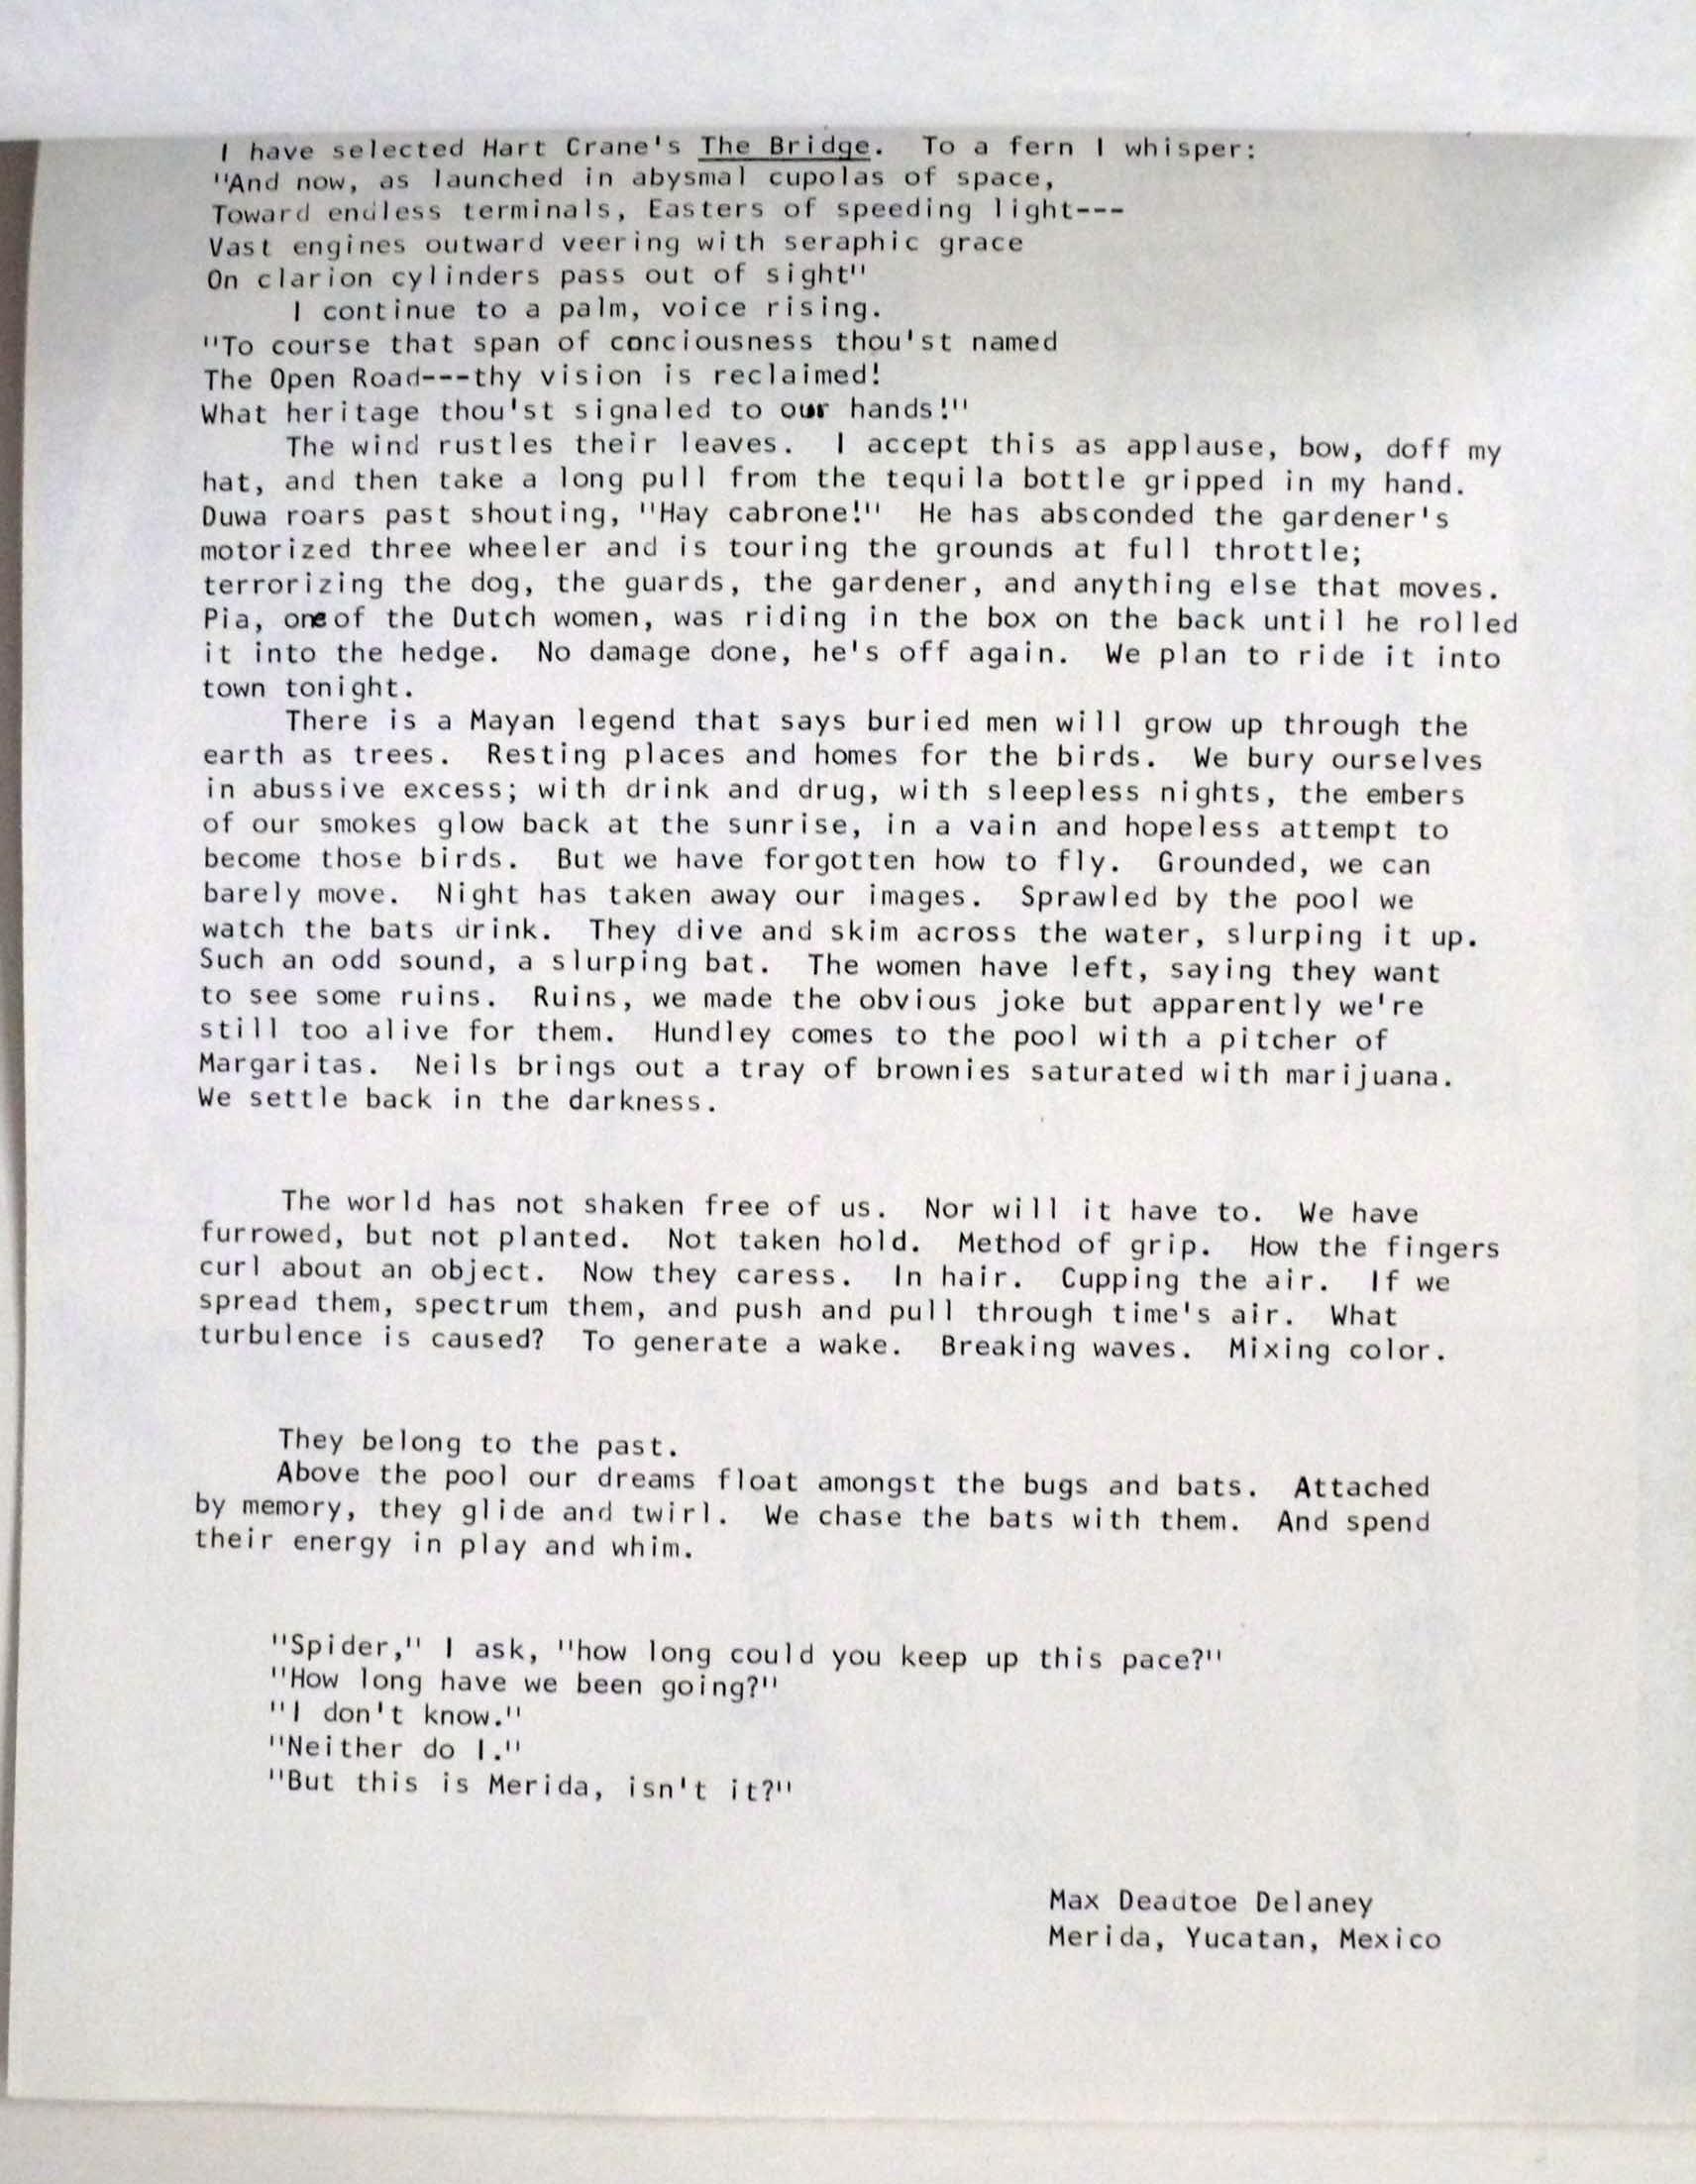 I have selected Hart Crane's The Bridge.  To a fern I whisper:
"And now, as launched in abysmal cupolas of space,
Toward endless terminals, Easters of speeding light---
Vast engines outward veering with seraphic grace
On clarion cylinders pass out of sight"
I continue to a palm, voice rising.
"To course that span of conciousness thou'st named
The Open Road---thy vision is reclaimed!
What heritage thou'st signaled to our hands!"
The wind rustles their leaves.  I accept this as applause, bow, doff my
hat, and then take a long pull from the tequila bottle gripped in my hand.
Duwa roars past shouting, "Hay cabrone!"  He has absconded the gardener's
motorized three wheeler and is touring the grounds at full throttle;
terrorizing the dog, the guards, the gardener, and anything else that moves.
Pia, one of the Dutch women, was riding in the box on the back until he rolled
it into the hedge.  No damage done, he's off again.  We plan to ride it into
town tonight.
There is a Mayan legend that says buried men will grow up through the
earth as trees.  Resting places and homes for the birds.  We bury ourselves
in abussive excess; with drink and drug, with sleepless nights, the embers
of our smokes glow back at the sunrise, in a vain and hopeless attempt to
become those birds.  But we have forgotten how to fly.  Grounded, we can
barely move.  Night has taken away our images.  Sprawled by the pool we
watch the bats drink.  They dive and skim across the water, slurping it up.
Such an odd sound, a slurping bat.  The women have left, saying they want
to see some ruins.  Ruins, we made the obvious joke but apparently we're
still too alive for them.  Hundley comes to the pool with a pitcher of
Margaritas.  Neils brings out a tray of brownies saturated with marijuana.
We settle back in the darkness.
The world has not shaken free of us.  Nor will it have to.  We have
furrowed, but not planted.  Not taken hold.  Method of grip.  How the fingers
curl about an object.  Now they caress.  In hair.  Cupping the air.  If we
spread them, spectrum them, and push and pull through time's air.  What
turbulence is caused?  To generate a wake.  Breaking waves.  Mixing color.
They belong to the past.
Above the pool our dreams float amongst the bugs and bats.  Attached
by memory, they glide and twirl.  We chase the bats with them.  And spend
their energy in play and whim.
"Spider," I ask, "how long could you keep up this pace?"
"How long have we been going?"
"I don't know."
"Neither do I."
"But this is Merida, isn't it?"
Max Deautoe Delaney
Merida, Yucatan, Mexico